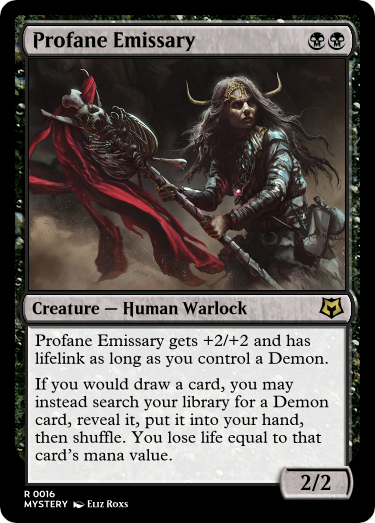 Profane Emissary
Creature — Human Warlock
Profane Emissary gets +2/+2 and has
lifelink as long as you control a Demon.
If you would draw a card, you may
instead search your library for a Demon
card, reveal it, put it into your hand,
then shuffle. You lose life equal to that
card's mana value.
2/2
R 0016
MYSTERY Eliz Roxs